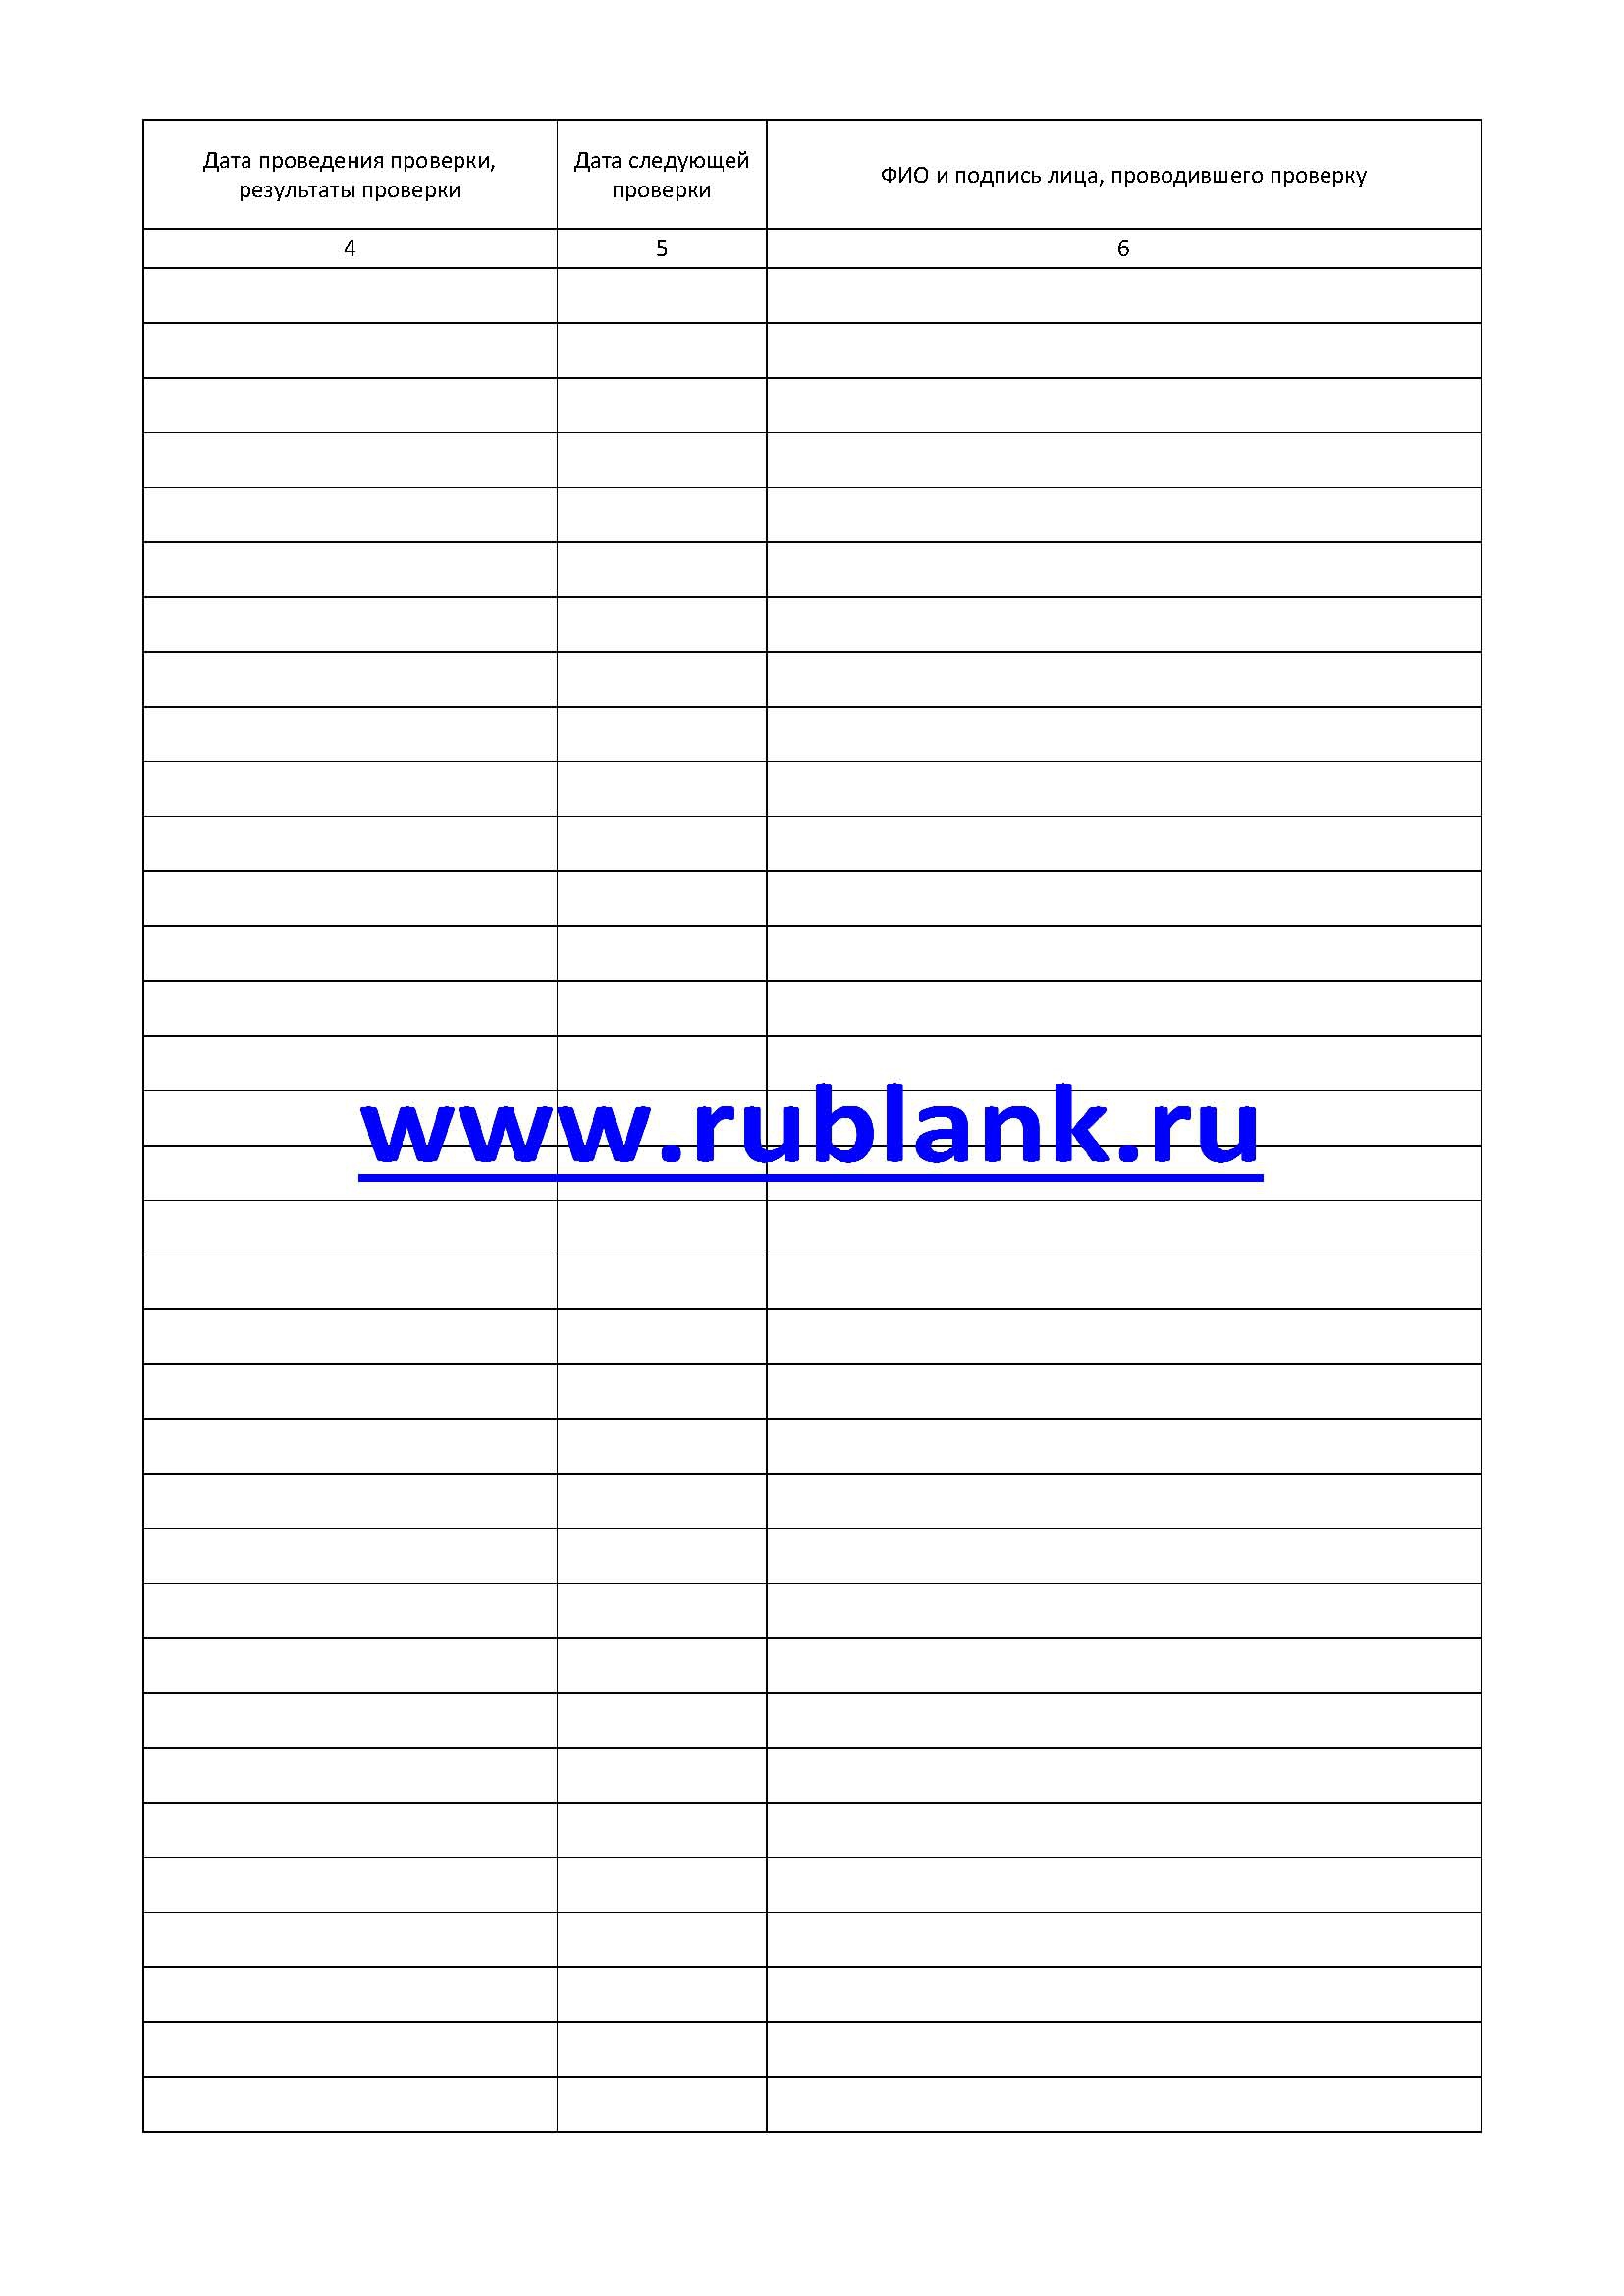 Дата проведения проверки,
результаты проверки
Дата следующей
проверки
ФИО и подпись лица, проводившего проверку
4
5
6
www.rublank.ru